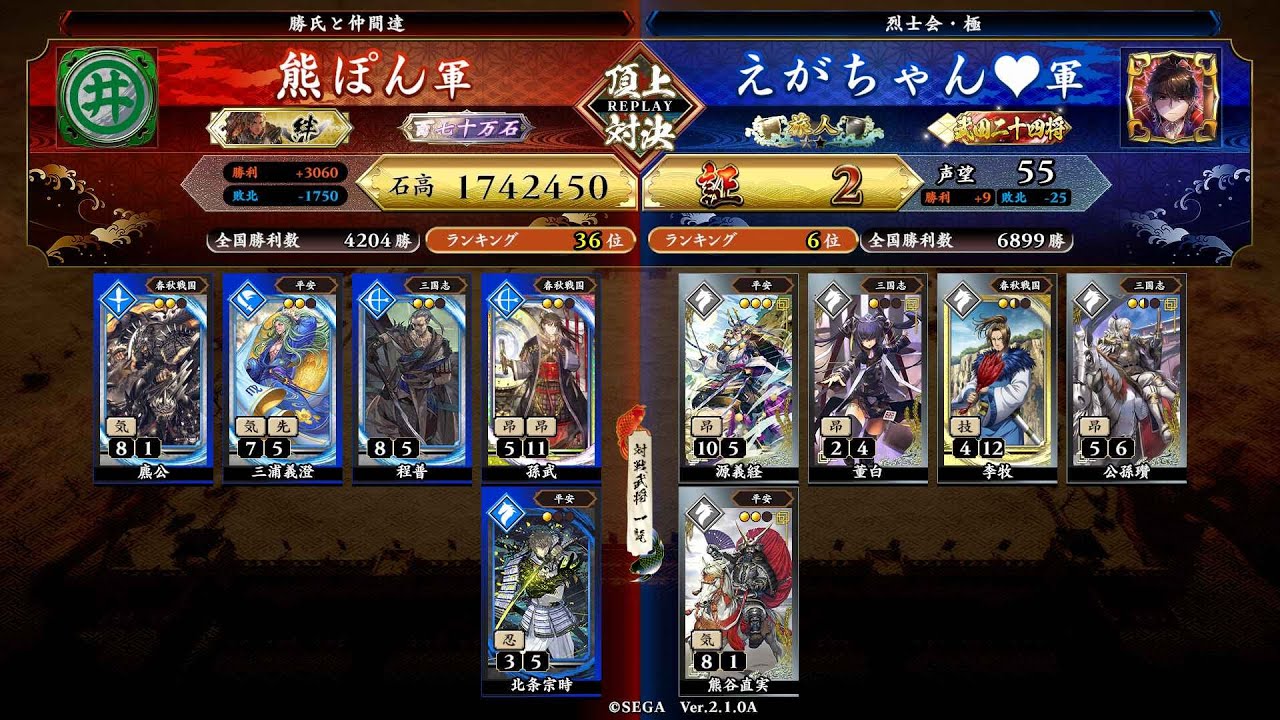 勝氏と仲間達
烈士会・極
熊ぽん軍
えがちゃん♥軍
頂上
REPLAY
対決
井
絆
百七十万石
旅人
武田二十四将
勝利 +3060
敗北 -1750
石高 1742450
証 2
声望 55
勝利 +9 敗北 -25
全国勝利数 4204勝
ランキング 36位
ランキング 6位
全国勝利数 6899勝
春秋戦国
気
8 1
鹿公
平安
気 先
7 5
三浦義澄
三国志
8 5
程普
春秋戦国
昂 昂
5 11
孫武
平安
忍
3 5
北条宗時
対戦武将一覧
平安
昂
10 5
源義経
三国志
昂
2 4
董白
春秋戦国
技
4 12
李牧
三国志
昂
5 6
公孫瓚
平安
気
8 1
熊谷直実
©SEGA Ver.2.1.0A